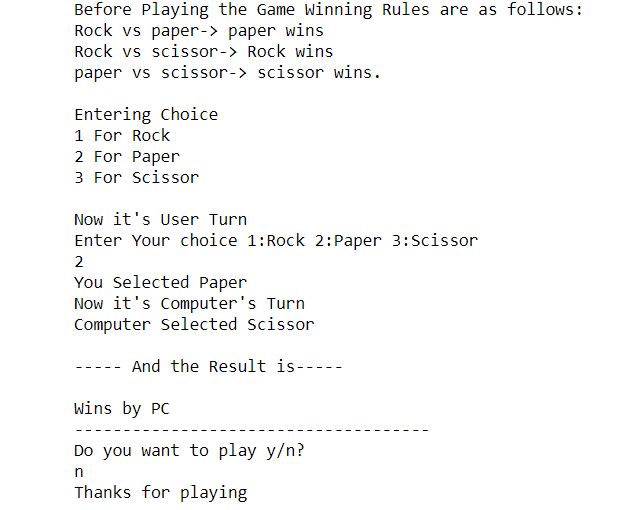 Before Playing the Game Winning Rules are as follows:
Rock vs paper-> paper wins
Rock vs scissor-> Rock wins
paper vs scissor-> scissor wins.
Entering Choice
1 For Rock
2 For Paper
3 For Scissor
Now it's User Turn
Enter Your choice 1:Rock 2:Paper 3:Scissor
2
You Selected Paper
Now it's Computer's Turn
Computer Selected Scissor
----- And the Result is-----
Wins by PC
-------------------------------------
Do you want to play y/n?
n
Thanks for playing